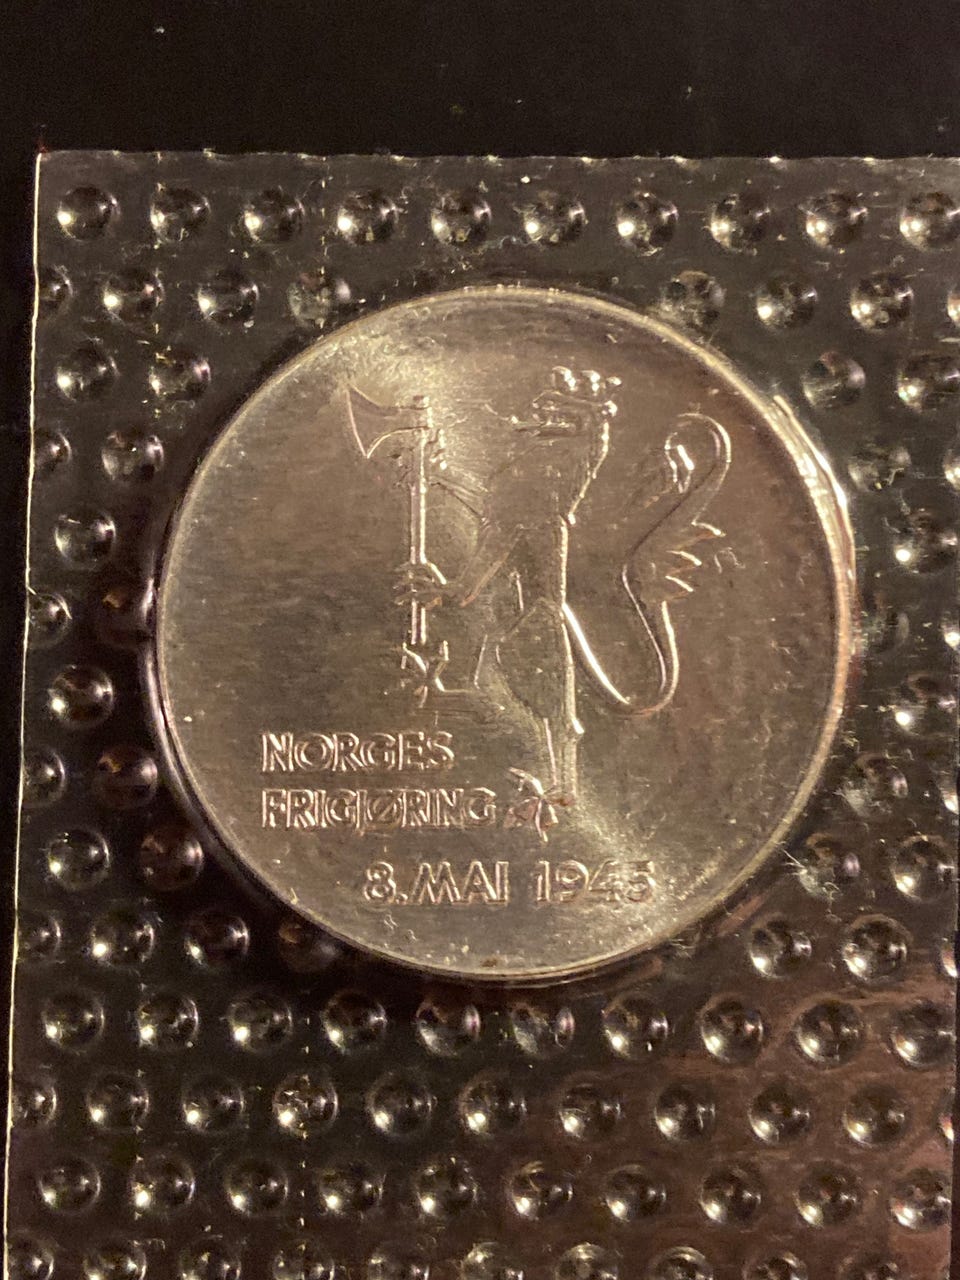 NORGES
FRIGJØRING
8. MAI 1945